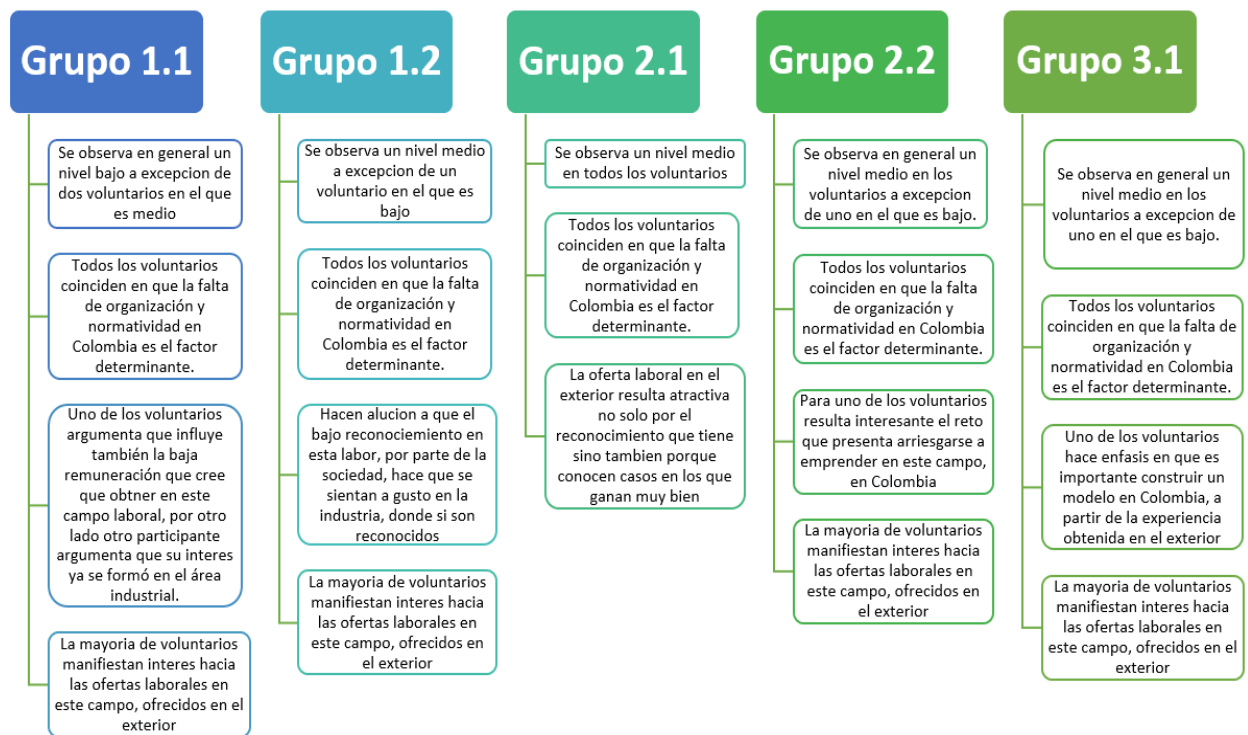 Grupo 1.1
Se observa en general un
nivel bajo a excepcion de
dos voluntarios en el que
es medio
Todos los voluntarios
coinciden en que la falta
de organización y
normatividad en
Colombia es el factor
determinante.
Uno de los voluntarios
argumenta que influye
también la baja
remuneración que cree
que obtner en este
campo laboral, por otro
lado otro participante
argumenta que su interes
ya se formó en el área
industrial.
La mayoria de voluntarios
manifiestan interes hacia
las ofertas laborales en
este campo, ofrecidos en el
exterior
Grupo 1.2
Se observa un nivel medio
a excepcion de un
voluntario en el que es
bajo
Todos los voluntarios
coinciden en que la falta
de organización y
normatividad en
Colombia es el factor
determinante.
Hacen alucion a que el
bajo reconociemiento en
esta labor, por parte de la
sociedad, hace que se
sientan a gusto en la
industria, donde si son
reconocidos
La mayoria de voluntarios
manifiestan interes hacia
las ofertas laborales en
este campo, ofrecidos en
el exterior
Grupo 2.1
Se observa un nivel medio
en todos los voluntarios
Todos los voluntarios
coinciden en que la falta
de organización y
normatividad en
Colombia es el factor
determinante.
La oferta laboral en el
exterior resulta atractiva
no solo por el
reconocimiento que tiene
sino tambien porque
conocen casos en los que
ganan muy bien
Grupo 2.2
Se observa en general un
nivel medio en los
voluntarios a excepcion
de uno en el que es bajo.
Todos los voluntarios
coinciden en que la falta
de organización y
normatividad en Colombia
es el factor determinante.
Para uno de los voluntarios
resulta interesante el reto
que presenta arriesgarse a
emprender en este campo,
en Colombia
La mayoria de voluntarios
manifiestan interes hacia
las ofertas laborales en
este campo, ofrecidos en
el exterior
Grupo 3.1
Se observa en general un
nivel medio en los
voluntarios a excepcion de
uno en el que es bajo.
Todos los voluntarios
coinciden en que la falta de
organización y
normatividad en Colombia
es el factor determinante.
Uno de los voluntarios
hace enfasis en que es
importante construir un
modelo en Colombia, a
partir de la experiencia
obtenida en el exterior
La mayoria de voluntarios
manifiestan interes hacia
las ofertas laborales en
este campo, ofrecidos en el
exterior